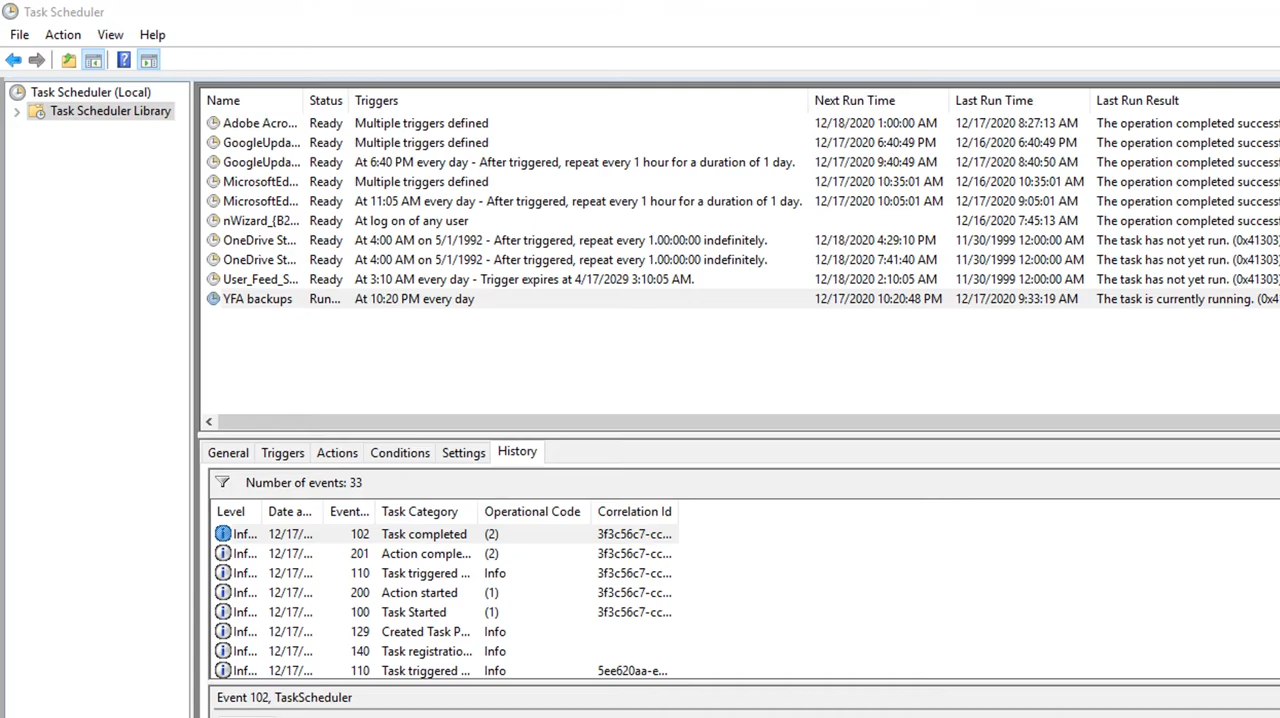 Task Scheduler
File Action View Help
Task Scheduler (Local)
Task Scheduler Library
Name Status Triggers Next Run Time Last Run Time Last Run Result
Adobe Acro... Ready Multiple triggers defined 12/18/2020 1:00:00 AM 12/17/2020 8:27:13 AM The operation completed success
GoogleUpda... Ready Multiple triggers defined 12/17/2020 6:40:49 PM 12/16/2020 6:40:49 PM The operation completed success
GoogleUpda... Ready At 6:40 PM every day - After triggered, repeat every 1 hour for a duration of 1 day. 12/17/2020 9:40:49 AM 12/17/2020 8:40:50 AM The operation completed success
MicrosoftEd... Ready Multiple triggers defined 12/17/2020 10:35:01 AM 12/16/2020 10:35:01 AM The operation completed success
MicrosoftEd... Ready At 11:05 AM every day - After triggered, repeat every 1 hour for a duration of 1 day. 12/17/2020 10:05:01 AM 12/17/2020 9:05:01 AM The operation completed success
nWizard_{B2... Ready At log on of any user 12/16/2020 7:45:13 AM The operation completed success
OneDrive St... Ready At 4:00 AM on 5/1/1992 - After triggered, repeat every 1.00:00:00 indefinitely. 12/18/2020 4:29:10 PM 11/30/1999 12:00:00 AM The task has not yet run. (0x41303)
OneDrive St... Ready At 4:00 AM on 5/1/1992 - After triggered, repeat every 1.00:00:00 indefinitely. 12/18/2020 7:41:40 AM 11/30/1999 12:00:00 AM The task has not yet run. (0x41303)
User_Feed_S... Ready At 3:10 AM every day - Trigger expires at 4/17/2029 3:10:05 AM. 12/18/2020 2:10:05 AM 11/30/1999 12:00:00 AM The task has not yet run. (0x41303)
YFA backups Run... At 10:20 PM every day 12/17/2020 10:20:48 PM 12/17/2020 9:33:19 AM The task is currently running. (0x4
General Triggers Actions Conditions Settings History
Number of events: 33
Level Date a... Event... Task Category Operational Code Correlation Id
Inf... 12/17/... 102 Task completed (2) 3f3c56c7-cc...
Inf... 12/17/... 201 Action comple... (2) 3f3c56c7-cc...
Inf... 12/17/... 110 Task triggered ... Info 3f3c56c7-cc...
Inf... 12/17/... 200 Action started (1) 3f3c56c7-cc...
Inf... 12/17/... 100 Task Started (1) 3f3c56c7-cc...
Inf... 12/17/... 129 Created Task P... Info
Inf... 12/17/... 140 Task registratio... Info
Inf... 12/17/... 110 Task triggered ... Info 5ee620aa-e...
Event 102, TaskScheduler